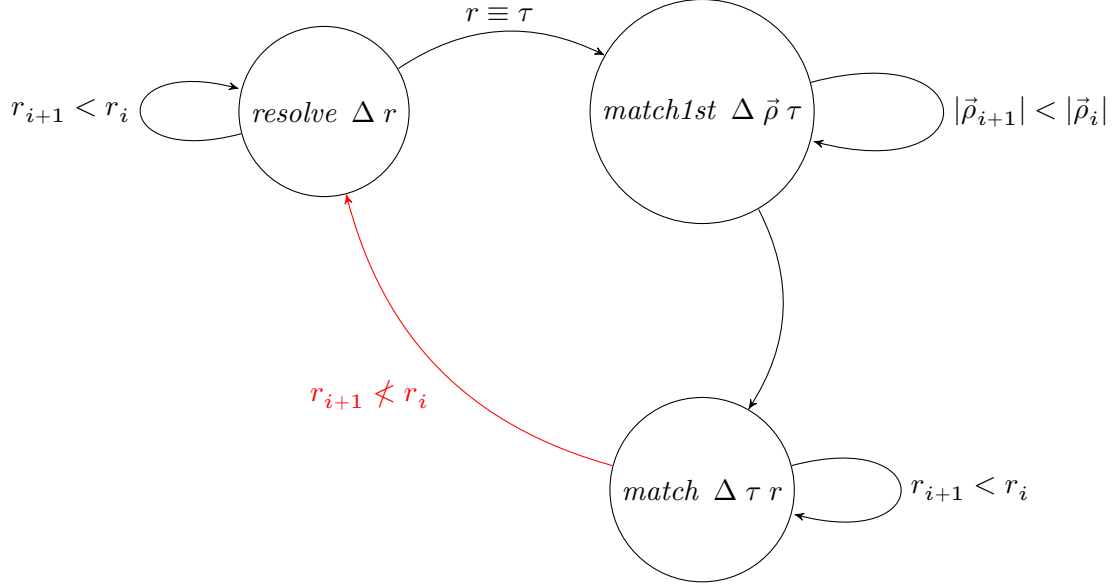 r ≡ τ
r_{i+1} < r_i
resolve Δ r
match1st Δ ρ⃗ τ
|ρ⃗_{i+1}| < |ρ⃗_i|
r_{i+1} ≮ r_i
match Δ τ r
r_{i+1} < r_i